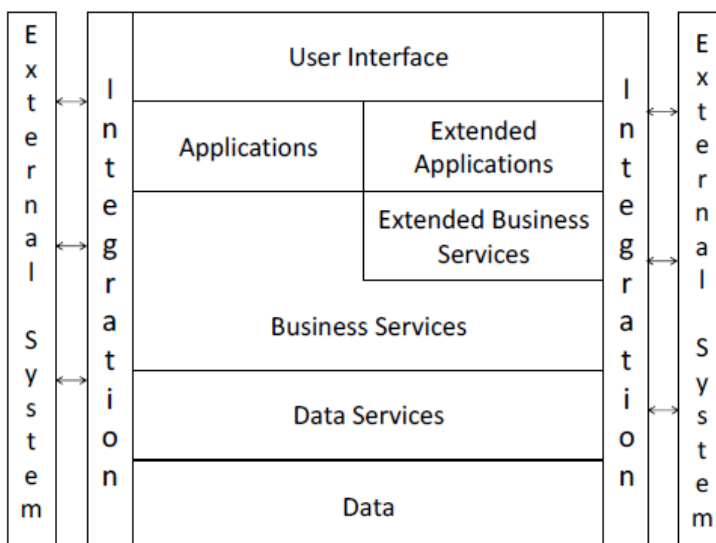 External System
Integration
User Interface
Applications
Extended
Applications
Extended Business
Services
Business Services
Data Services
Data
Integration
External System